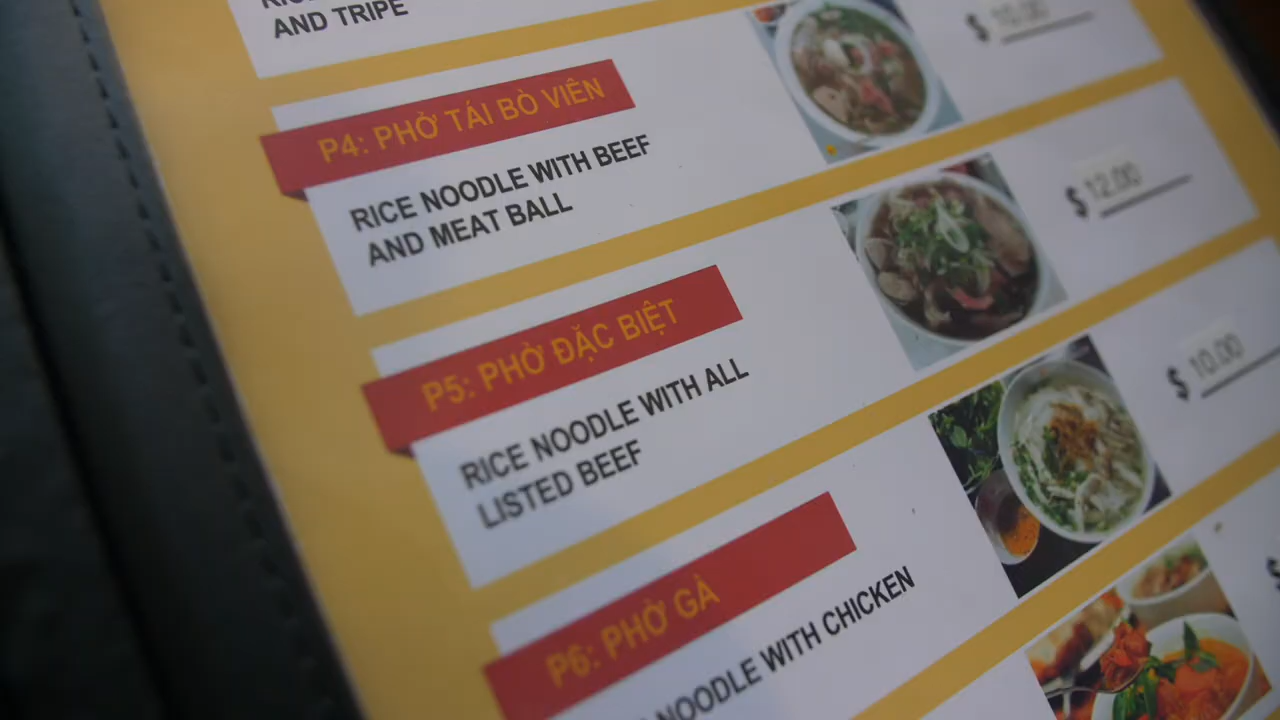 AND TRIPE
$ 10.00
P4: PHỞ TÁI BÒ VIÊN
RICE NOODLE WITH BEEF
AND MEAT BALL
$ 12.00
P5: PHỞ ĐẶC BIỆT
RICE NOODLE WITH ALL
LISTED BEEF
$ 10.00
P6: PHỞ GÀ
NOODLE WITH CHICKEN
$